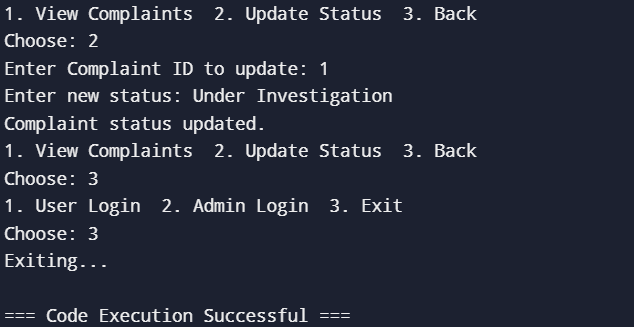 1. View Complaints  2. Update Status  3. Back
Choose: 2
Enter Complaint ID to update: 1
Enter new status: Under Investigation
Complaint status updated.
1. View Complaints  2. Update Status  3. Back
Choose: 3
1. User Login  2. Admin Login  3. Exit
Choose: 3
Exiting...
=== Code Execution Successful ===